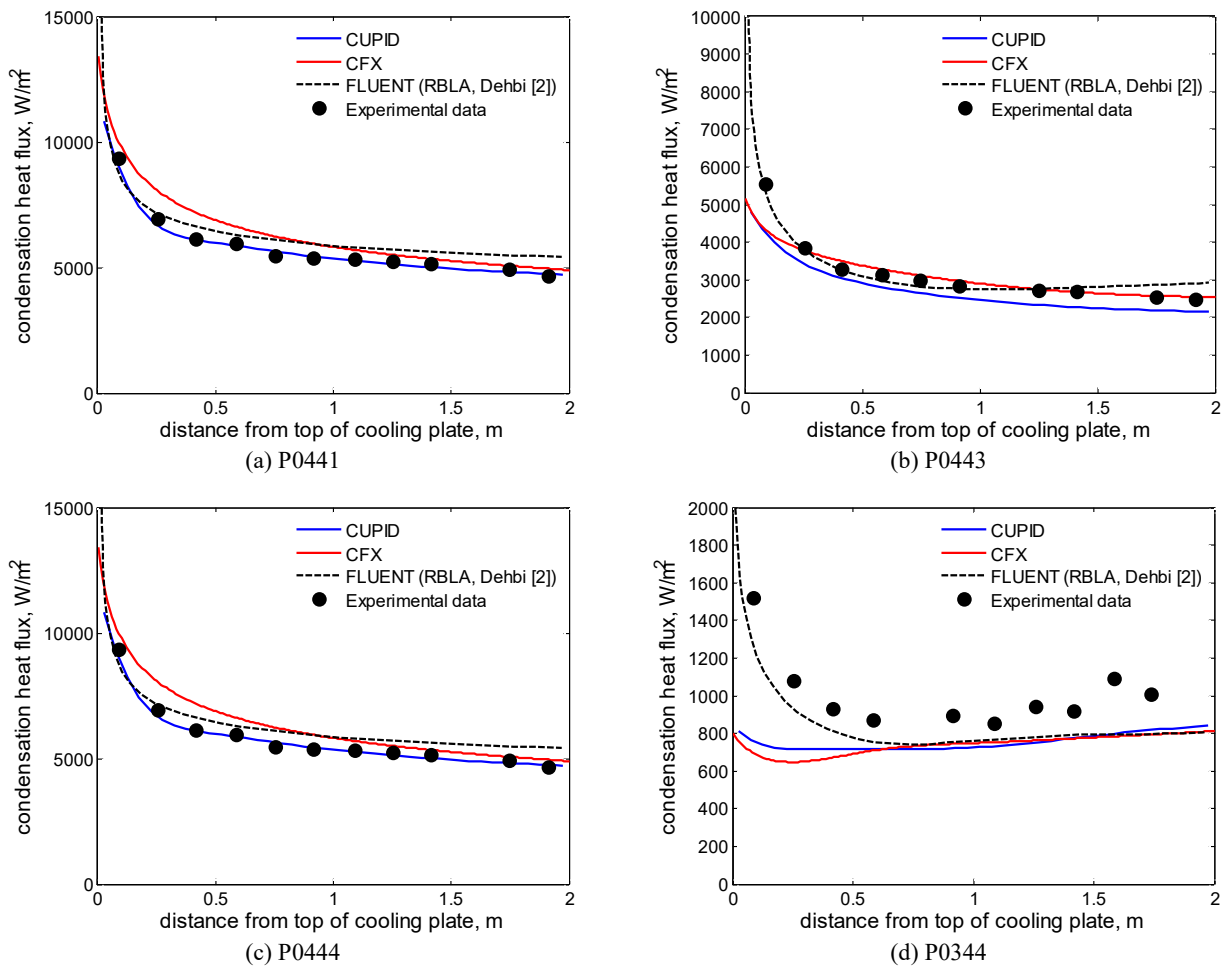 15000
10000
5000
0
condensation heat flux, W/m²
CUPID
CFX
FLUENT (RBLA, Dehbi [2])
Experimental data
0 0.5 1 1.5 2
distance from top of cooling plate, m
(a) P0441
10000
9000
8000
7000
6000
5000
4000
3000
2000
1000
0
condensation heat flux, W/m²
CUPID
CFX
FLUENT (RBLA, Dehbi [2])
Experimental data
0 0.5 1 1.5 2
distance from top of cooling plate, m
(b) P0443
15000
10000
5000
0
condensation heat flux, W/m²
CUPID
CFX
FLUENT (RBLA, Dehbi [2])
Experimental data
0 0.5 1 1.5 2
distance from top of cooling plate, m
(c) P0444
2000
1800
1600
1400
1200
1000
800
600
400
200
0
condensation heat flux, W/m²
CUPID
CFX
FLUENT (RBLA, Dehbi [2])
Experimental data
0 0.5 1 1.5 2
distance from top of cooling plate, m
(d) P0344